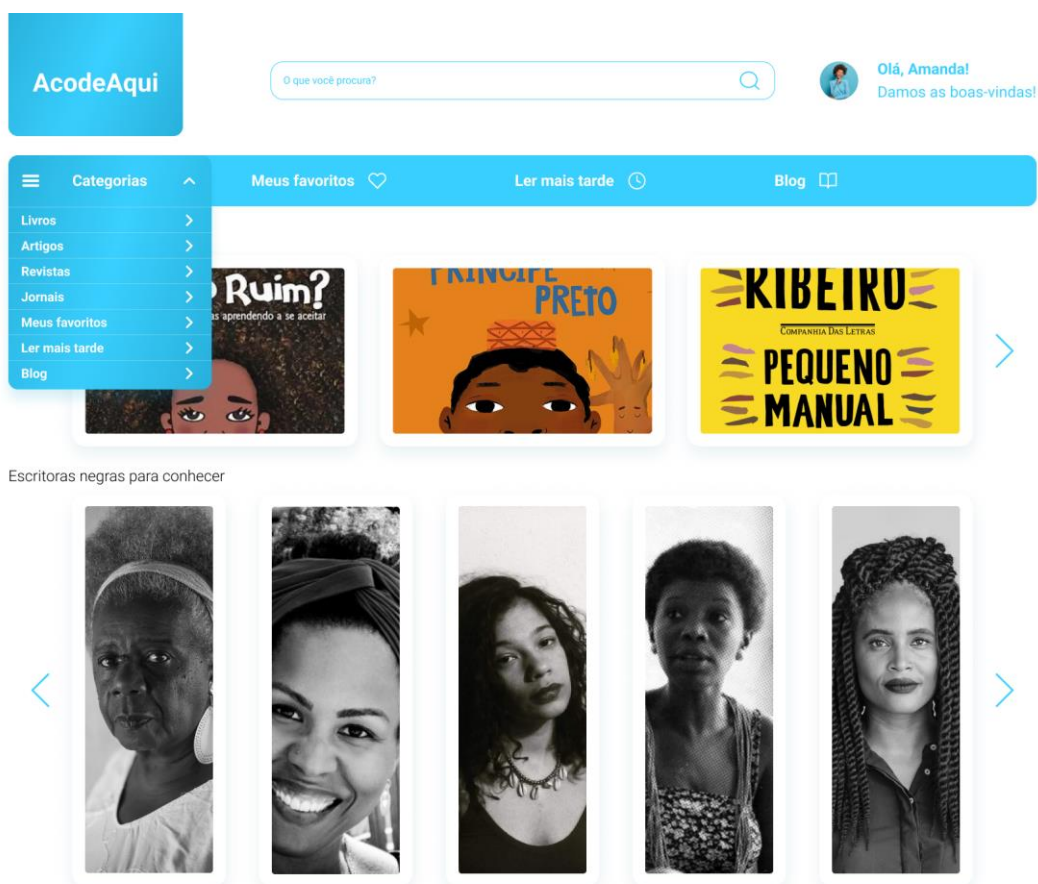 AcodeAqui
O que você procura?
Olá, Amanda!
Damos as boas-vindas!
Categorias
Meus favoritos
Ler mais tarde
Blog
Livros
Artigos
Revistas
Jornais
Meus favoritos
Ler mais tarde
Blog
Ruim?
aprendendo a se aceitar
PRÍNCIPE
PRETO
RIBEIRO
COMPANHIA DAS LETRAS
PEQUENO
MANUAL
Escritoras negras para conhecer